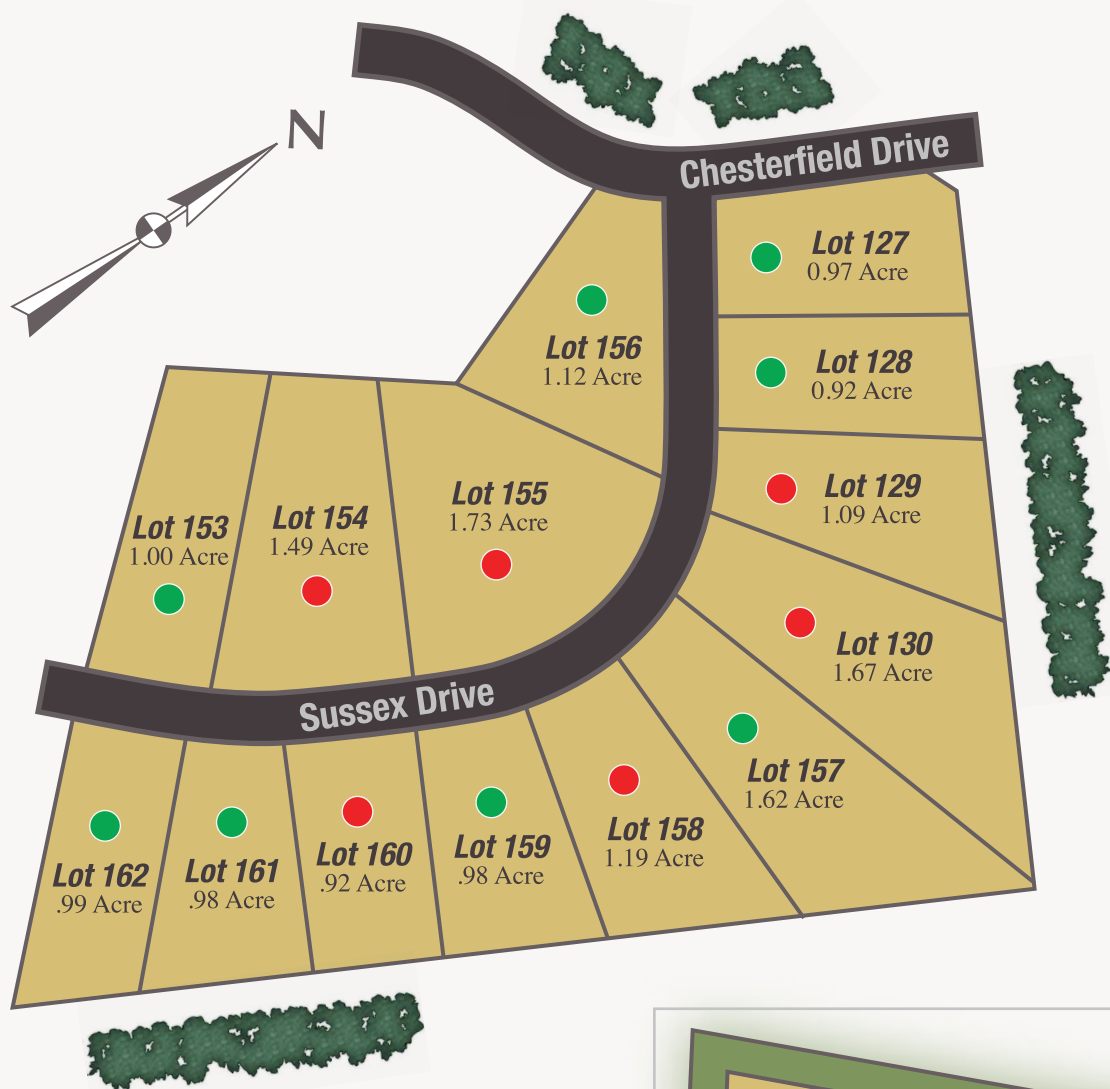 N
Chesterfield Drive
Lot 127
0.97 Acre
Lot 156
1.12 Acre
Lot 128
0.92 Acre
Lot 129
1.09 Acre
Lot 155
1.73 Acre
Lot 154
1.49 Acre
Lot 153
1.00 Acre
Lot 130
1.67 Acre
Sussex Drive
Lot 157
1.62 Acre
Lot 158
1.19 Acre
Lot 159
.98 Acre
Lot 160
.92 Acre
Lot 161
.98 Acre
Lot 162
.99 Acre